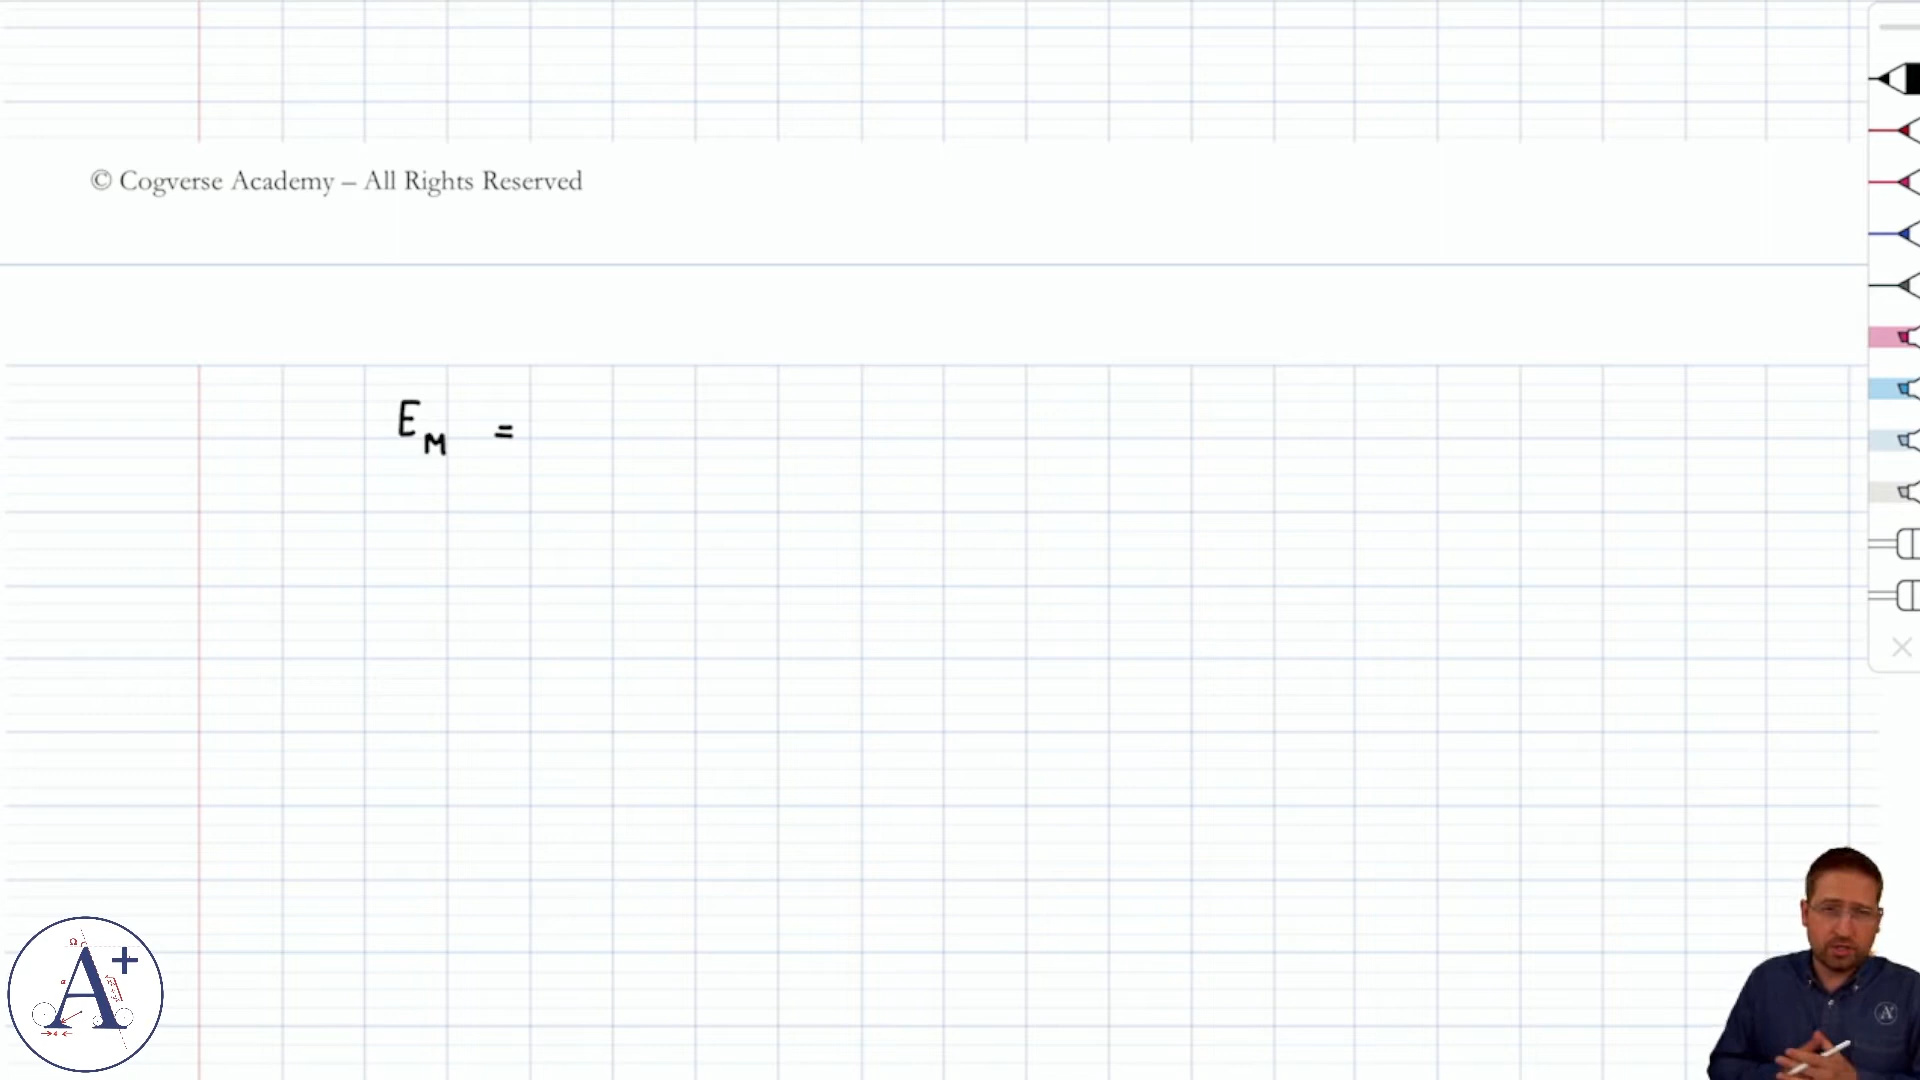 © Cogverse Academy – All Rights Reserved
E_M =
A+